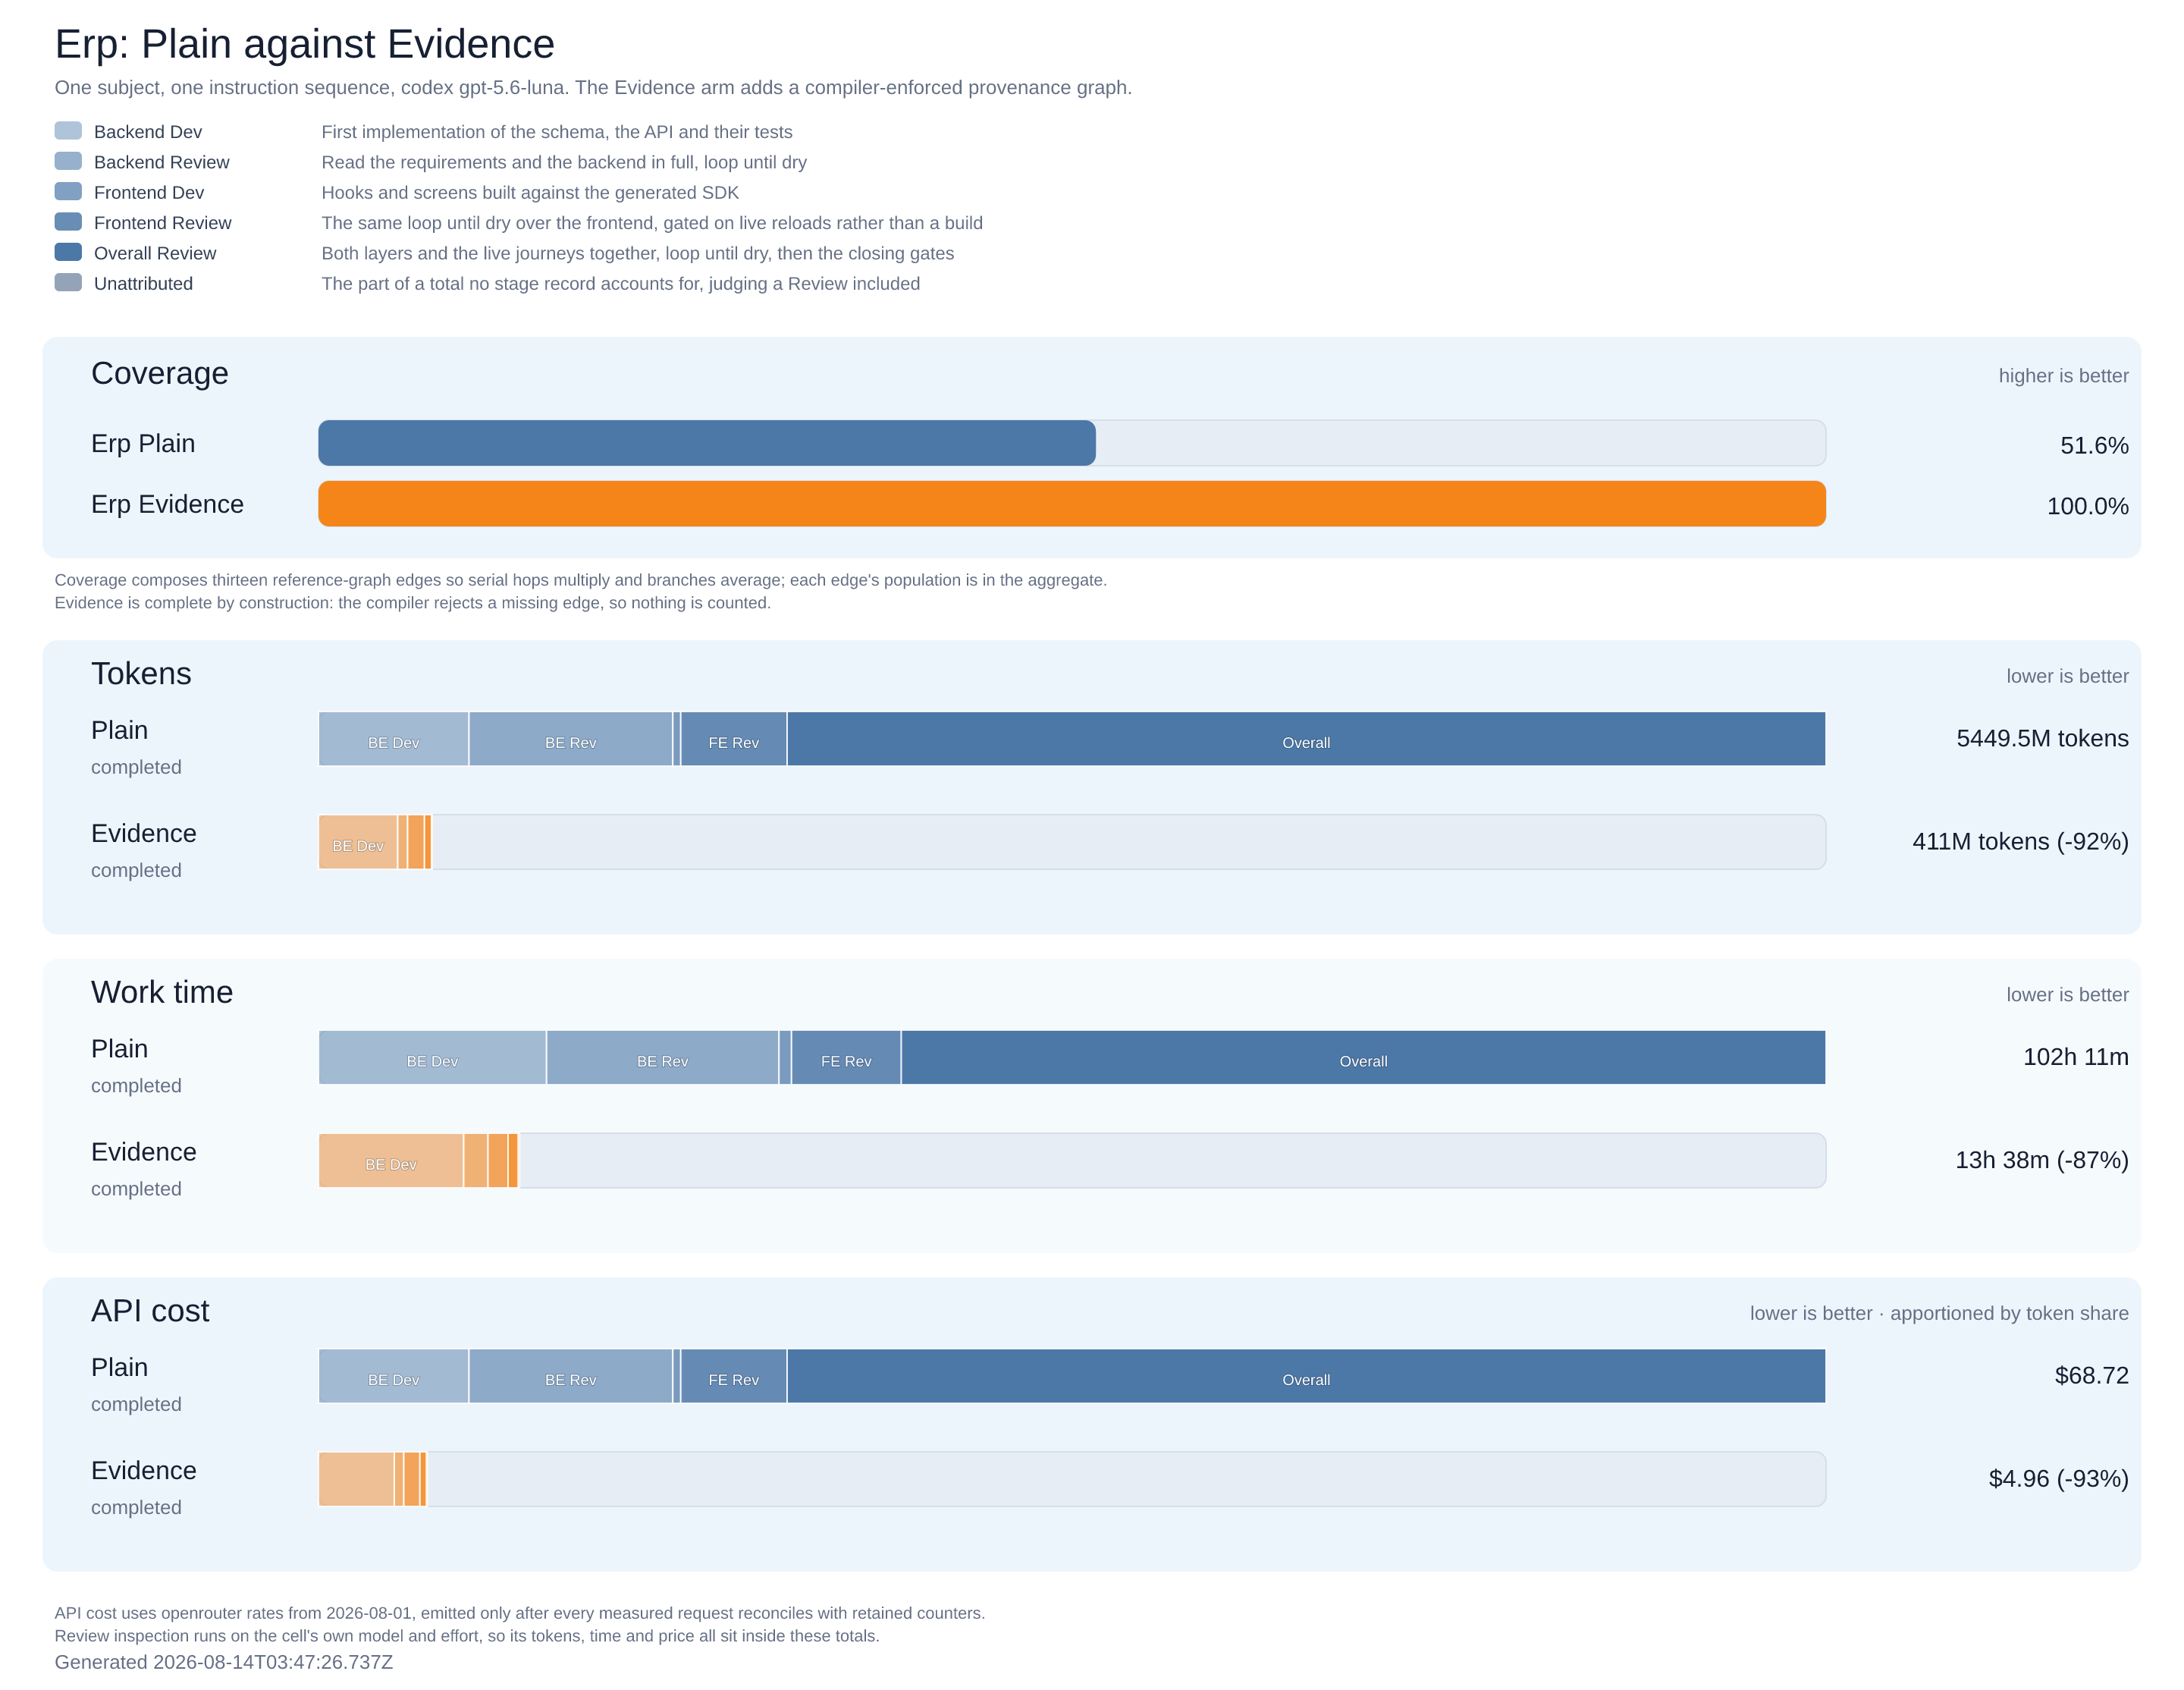 Erp: Plain against Evidence
One subject, one instruction sequence, codex gpt-5.6-luna. The Evidence arm adds a compiler-enforced provenance graph.
Backend Dev First implementation of the schema, the API and their tests
Backend Review Read the requirements and the backend in full, loop until dry
Frontend Dev Hooks and screens built against the generated SDK
Frontend Review The same loop until dry over the frontend, gated on live reloads rather than a build
Overall Review Both layers and the live journeys together, loop until dry, then the closing gates
Unattributed The part of a total no stage record accounts for, judging a Review included
Coverage higher is better
Erp Plain 51.6%
Erp Evidence 100.0%
Coverage composes thirteen reference-graph edges so serial hops multiply and branches average; each edge's population is in the aggregate.
Evidence is complete by construction: the compiler rejects a missing edge, so nothing is counted.
Tokens lower is better
Plain BE Dev BE Rev FE Rev Overall 5449.5M tokens
completed
Evidence BE Dev 411M tokens (-92%)
completed
Work time lower is better
Plain BE Dev BE Rev FE Rev Overall 102h 11m
completed
Evidence BE Dev 13h 38m (-87%)
completed
API cost lower is better · apportioned by token share
Plain BE Dev BE Rev FE Rev Overall $68.72
completed
Evidence $4.96 (-93%)
completed
API cost uses openrouter rates from 2026-08-01, emitted only after every measured request reconciles with retained counters.
Review inspection runs on the cell's own model and effort, so its tokens, time and price all sit inside these totals.
Generated 2026-08-14T03:47:26.737Z